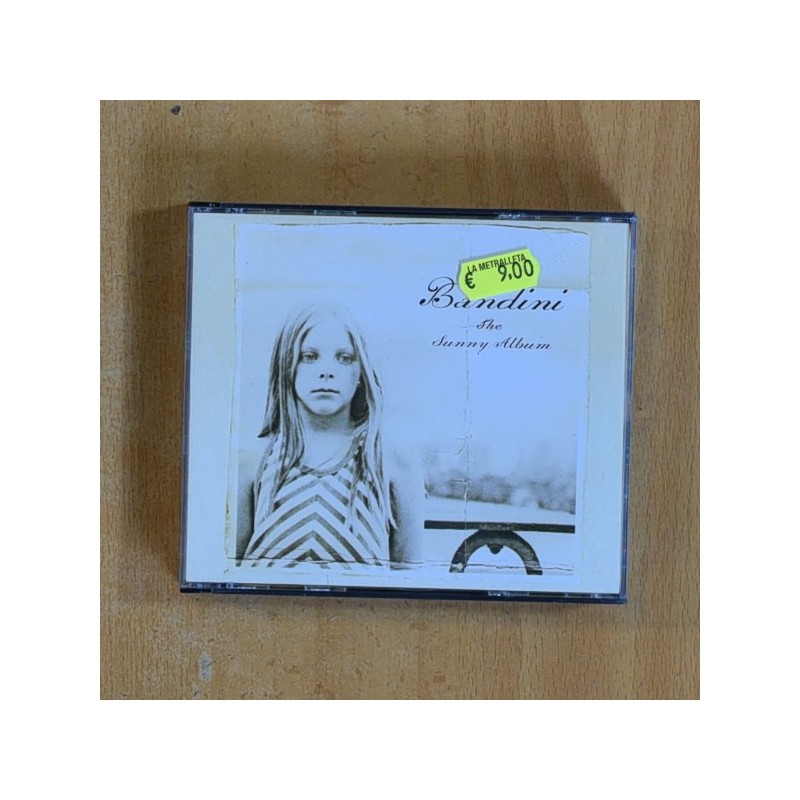 LA METRALLETA
€ 9,00
Bandini
The
Sunny Album